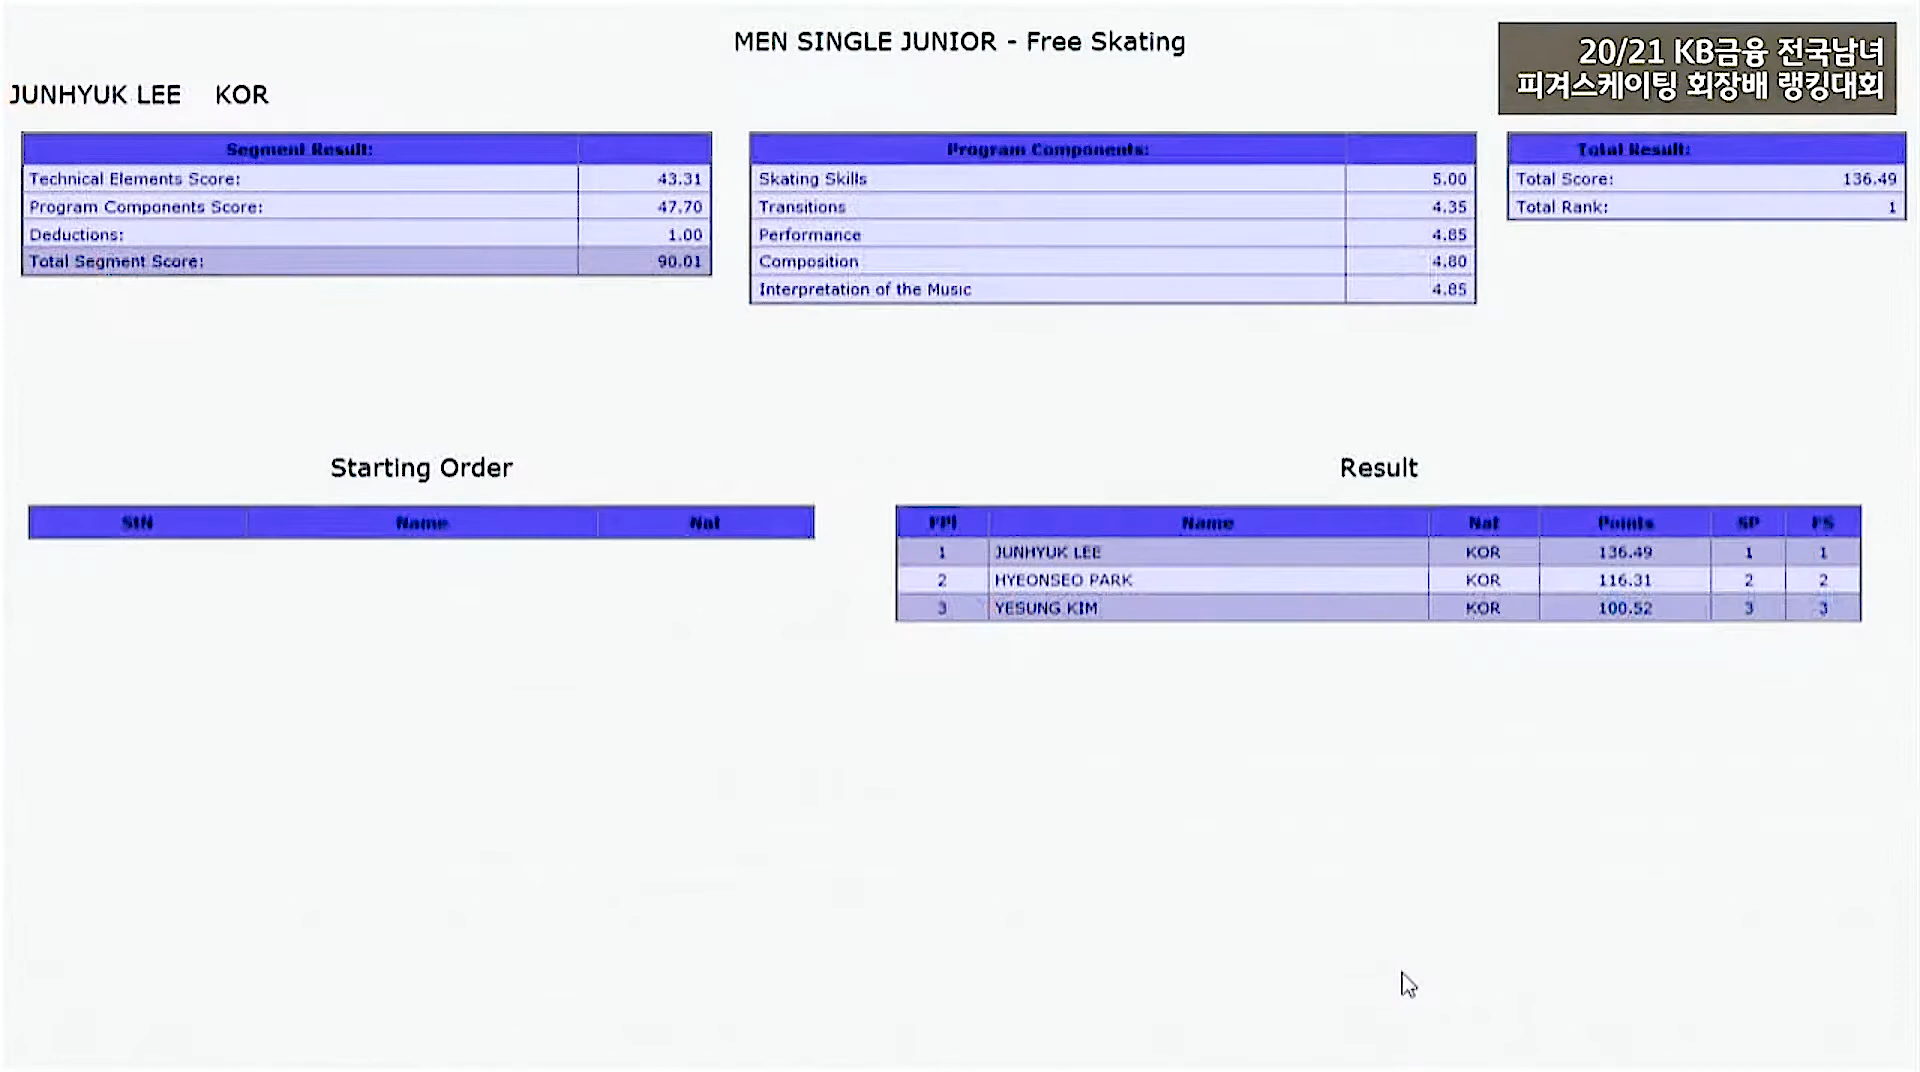 MEN SINGLE JUNIOR - Free Skating
20/21 KB금융 전국남녀
피겨스케이팅 회장배 랭킹대회
JUNHYUK LEE KOR
Segment Result:
Technical Elements Score: 43.31
Program Components Score: 47.70
Deductions: 1.00
Total Segment Score: 90.01
Program Components:
Skating Skills 5.00
Transitions 4.35
Performance 4.85
Composition 4.80
Interpretation of the Music 4.85
Total Result:
Total Score: 136.49
Total Rank: 1
Starting Order
StN Name Nat
Result
FPl Name Nat Points SP FS
1 JUNHYUK LEE KOR 136.49 1 1
2 HYEONSEO PARK KOR 116.31 2 2
3 YESUNG KIM KOR 100.52 3 3